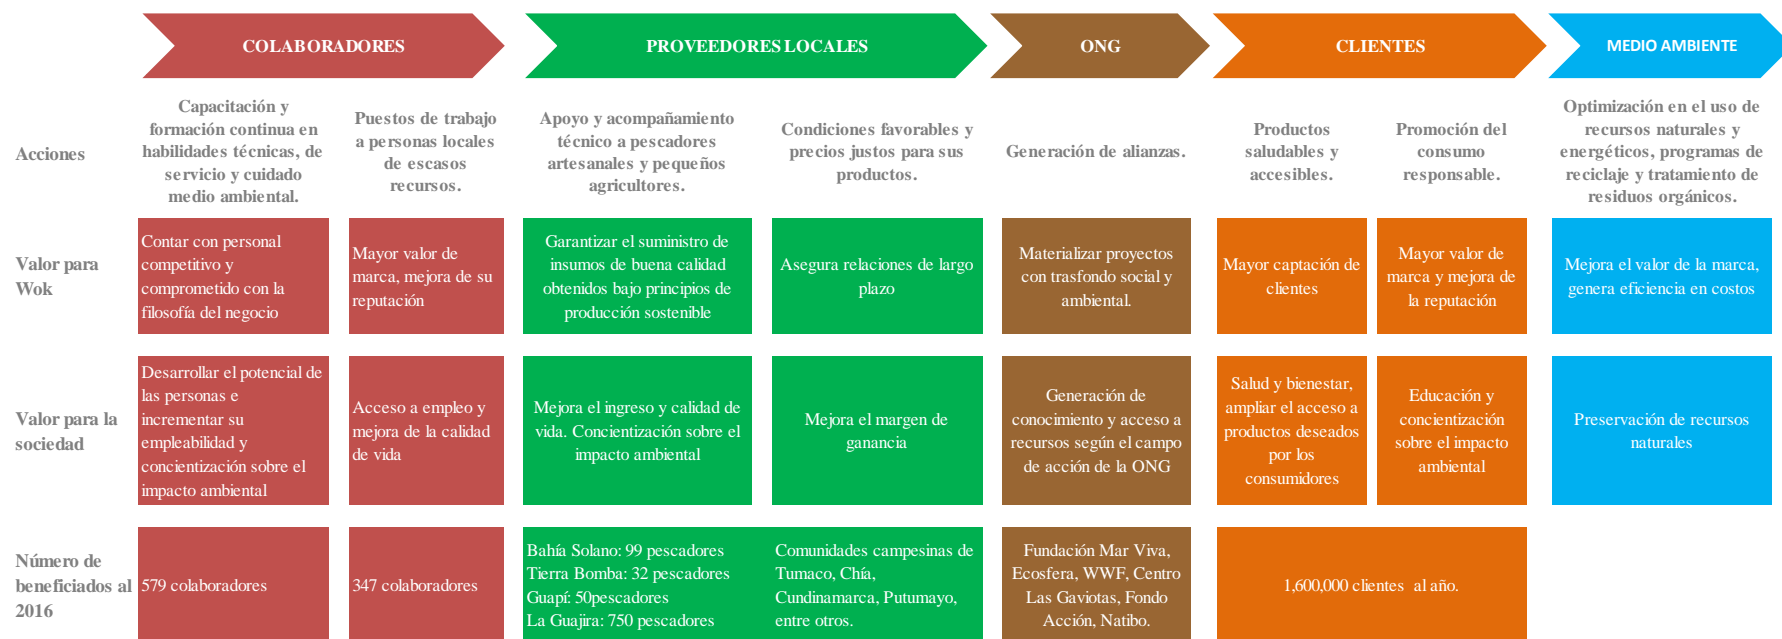 COLABORADORES
PROVEEDORES LOCALES
ONG
CLIENTES
MEDIO AMBIENTE
Acciones
Capacitación y
formación continua en
habilidades técnicas, de
servicio y cuidado
medio ambiental.
Puestos de trabajo
a personas locales
de escasos
recursos.
Apoyo y acompañamiento
técnico a pescadores
artesanales y pequeños
agricultores.
Condiciones favorables y
precios justos para sus
productos.
Generación de alianzas.
Productos
saludables y
accesibles.
Promoción del
consumo
responsable.
Optimización en el uso de
recursos naturales y
energéticos, programas de
reciclaje y tratamiento de
residuos orgánicos.
Valor para
Wok
Contar con personal
competitivo y
comprometido con la
filosofía del negocio
Mayor valor de
marca, mejora de su
reputación
Garantizar el suministro de
insumos de buena calidad
obtenidos bajo principios de
producción sostenible
Asegura relaciones de largo
plazo
Materializar proyectos
con trasfondo social y
ambiental.
Mayor captación de
clientes
Mayor valor de
marca y mejora de
la reputación
Mejora el valor de la marca,
genera eficiencia en costos
Valor para la
sociedad
Desarrollar el potencial de
las personas e
incrementar su
empleabilidad y
concientización sobre el
impacto ambiental
Acceso a empleo y
mejora de la calidad
de vida
Mejora el ingreso y calidad de
vida. Concientización sobre el
impacto ambiental
Mejora el margen de
ganancia
Generación de
conocimiento y acceso a
recursos según el campo
de acción de la ONG
Salud y bienestar,
ampliar el acceso a
productos deseados
por los
consumidores
Educación y
concientización
sobre el impacto
ambiental
Preservación de recursos
naturales
Número de
beneficiados al
2016
579 colaboradores
347 colaboradores
Bahía Solano: 99 pescadores
Tierra Bomba: 32 pescadores
Guapí: 50pescadores
La Guajira: 750 pescadores
Comunidades campesinas de
Tumaco, Chía,
Cundinamarca, Putumayo,
entre otros.
Fundación Mar Viva,
Ecosfera, WWF, Centro
Las Gaviotas, Fondo
Acción, Natibo.
1,600,000 clientes al año.